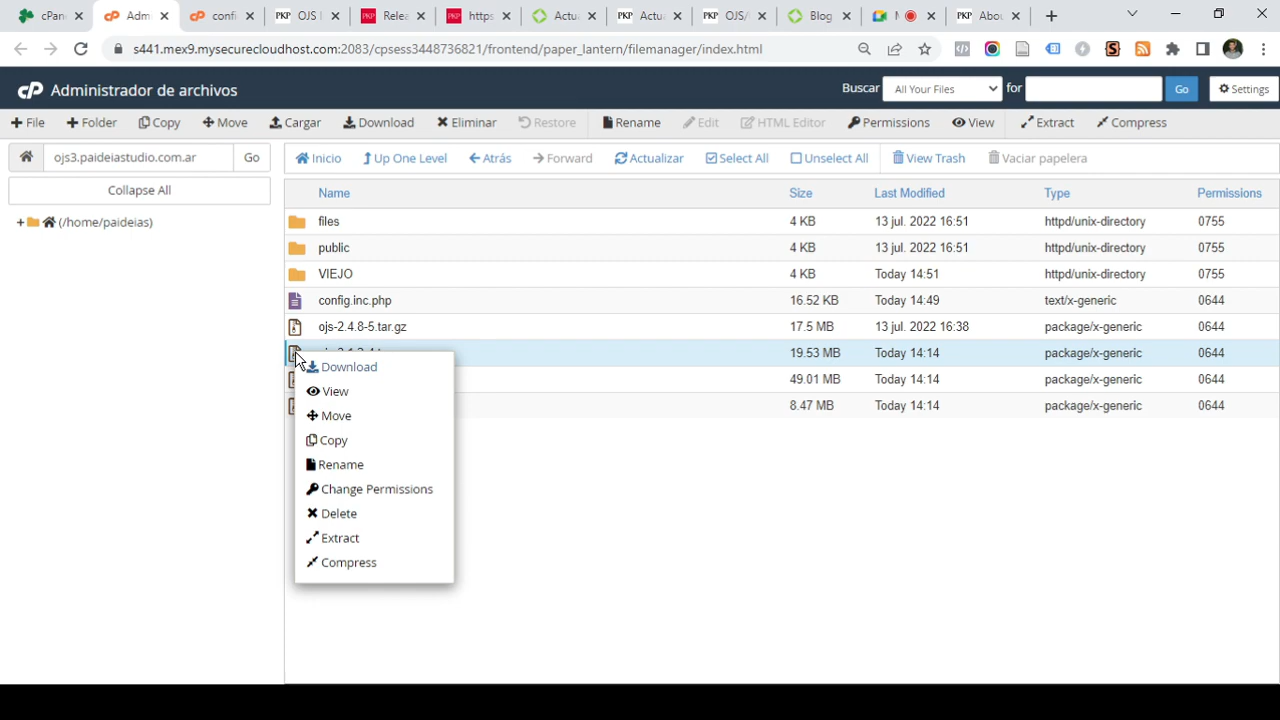 cPan
Adm
confi
PKP OJS I
PKP Relea
PKP https
Actu
PKP Actu
PKP OJS/
Blog
PKP Abou
s441.mex9.mysecurecloudhost.com:2083/cpsess3448736821/frontend/paper_lantern/filemanager/index.html
cP Administrador de archivos
Buscar All Your Files for Go Settings
File Folder Copy Move Cargar Download Eliminar Restore Rename Edit HTML Editor Permissions View Extract Compress
ojs3.paideiastudio.com.ar Go
Inicio Up One Level Atrás Forward Actualizar Select All Unselect All View Trash Vaciar papelera
Collapse All
+ (/home/paideias)
Name Size Last Modified Type Permissions
files 4 KB 13 jul. 2022 16:51 httpd/unix-directory 0755
public 4 KB 13 jul. 2022 16:51 httpd/unix-directory 0755
VIEJO 4 KB Today 14:51 httpd/unix-directory 0755
config.inc.php 16.52 KB Today 14:49 text/x-generic 0644
ojs-2.4.8-5.tar.gz 17.5 MB 13 jul. 2022 16:38 package/x-generic 0644
19.53 MB Today 14:14 package/x-generic 0644
49.01 MB Today 14:14 package/x-generic 0644
8.47 MB Today 14:14 package/x-generic 0644
Download
View
Move
Copy
Rename
Change Permissions
Delete
Extract
Compress